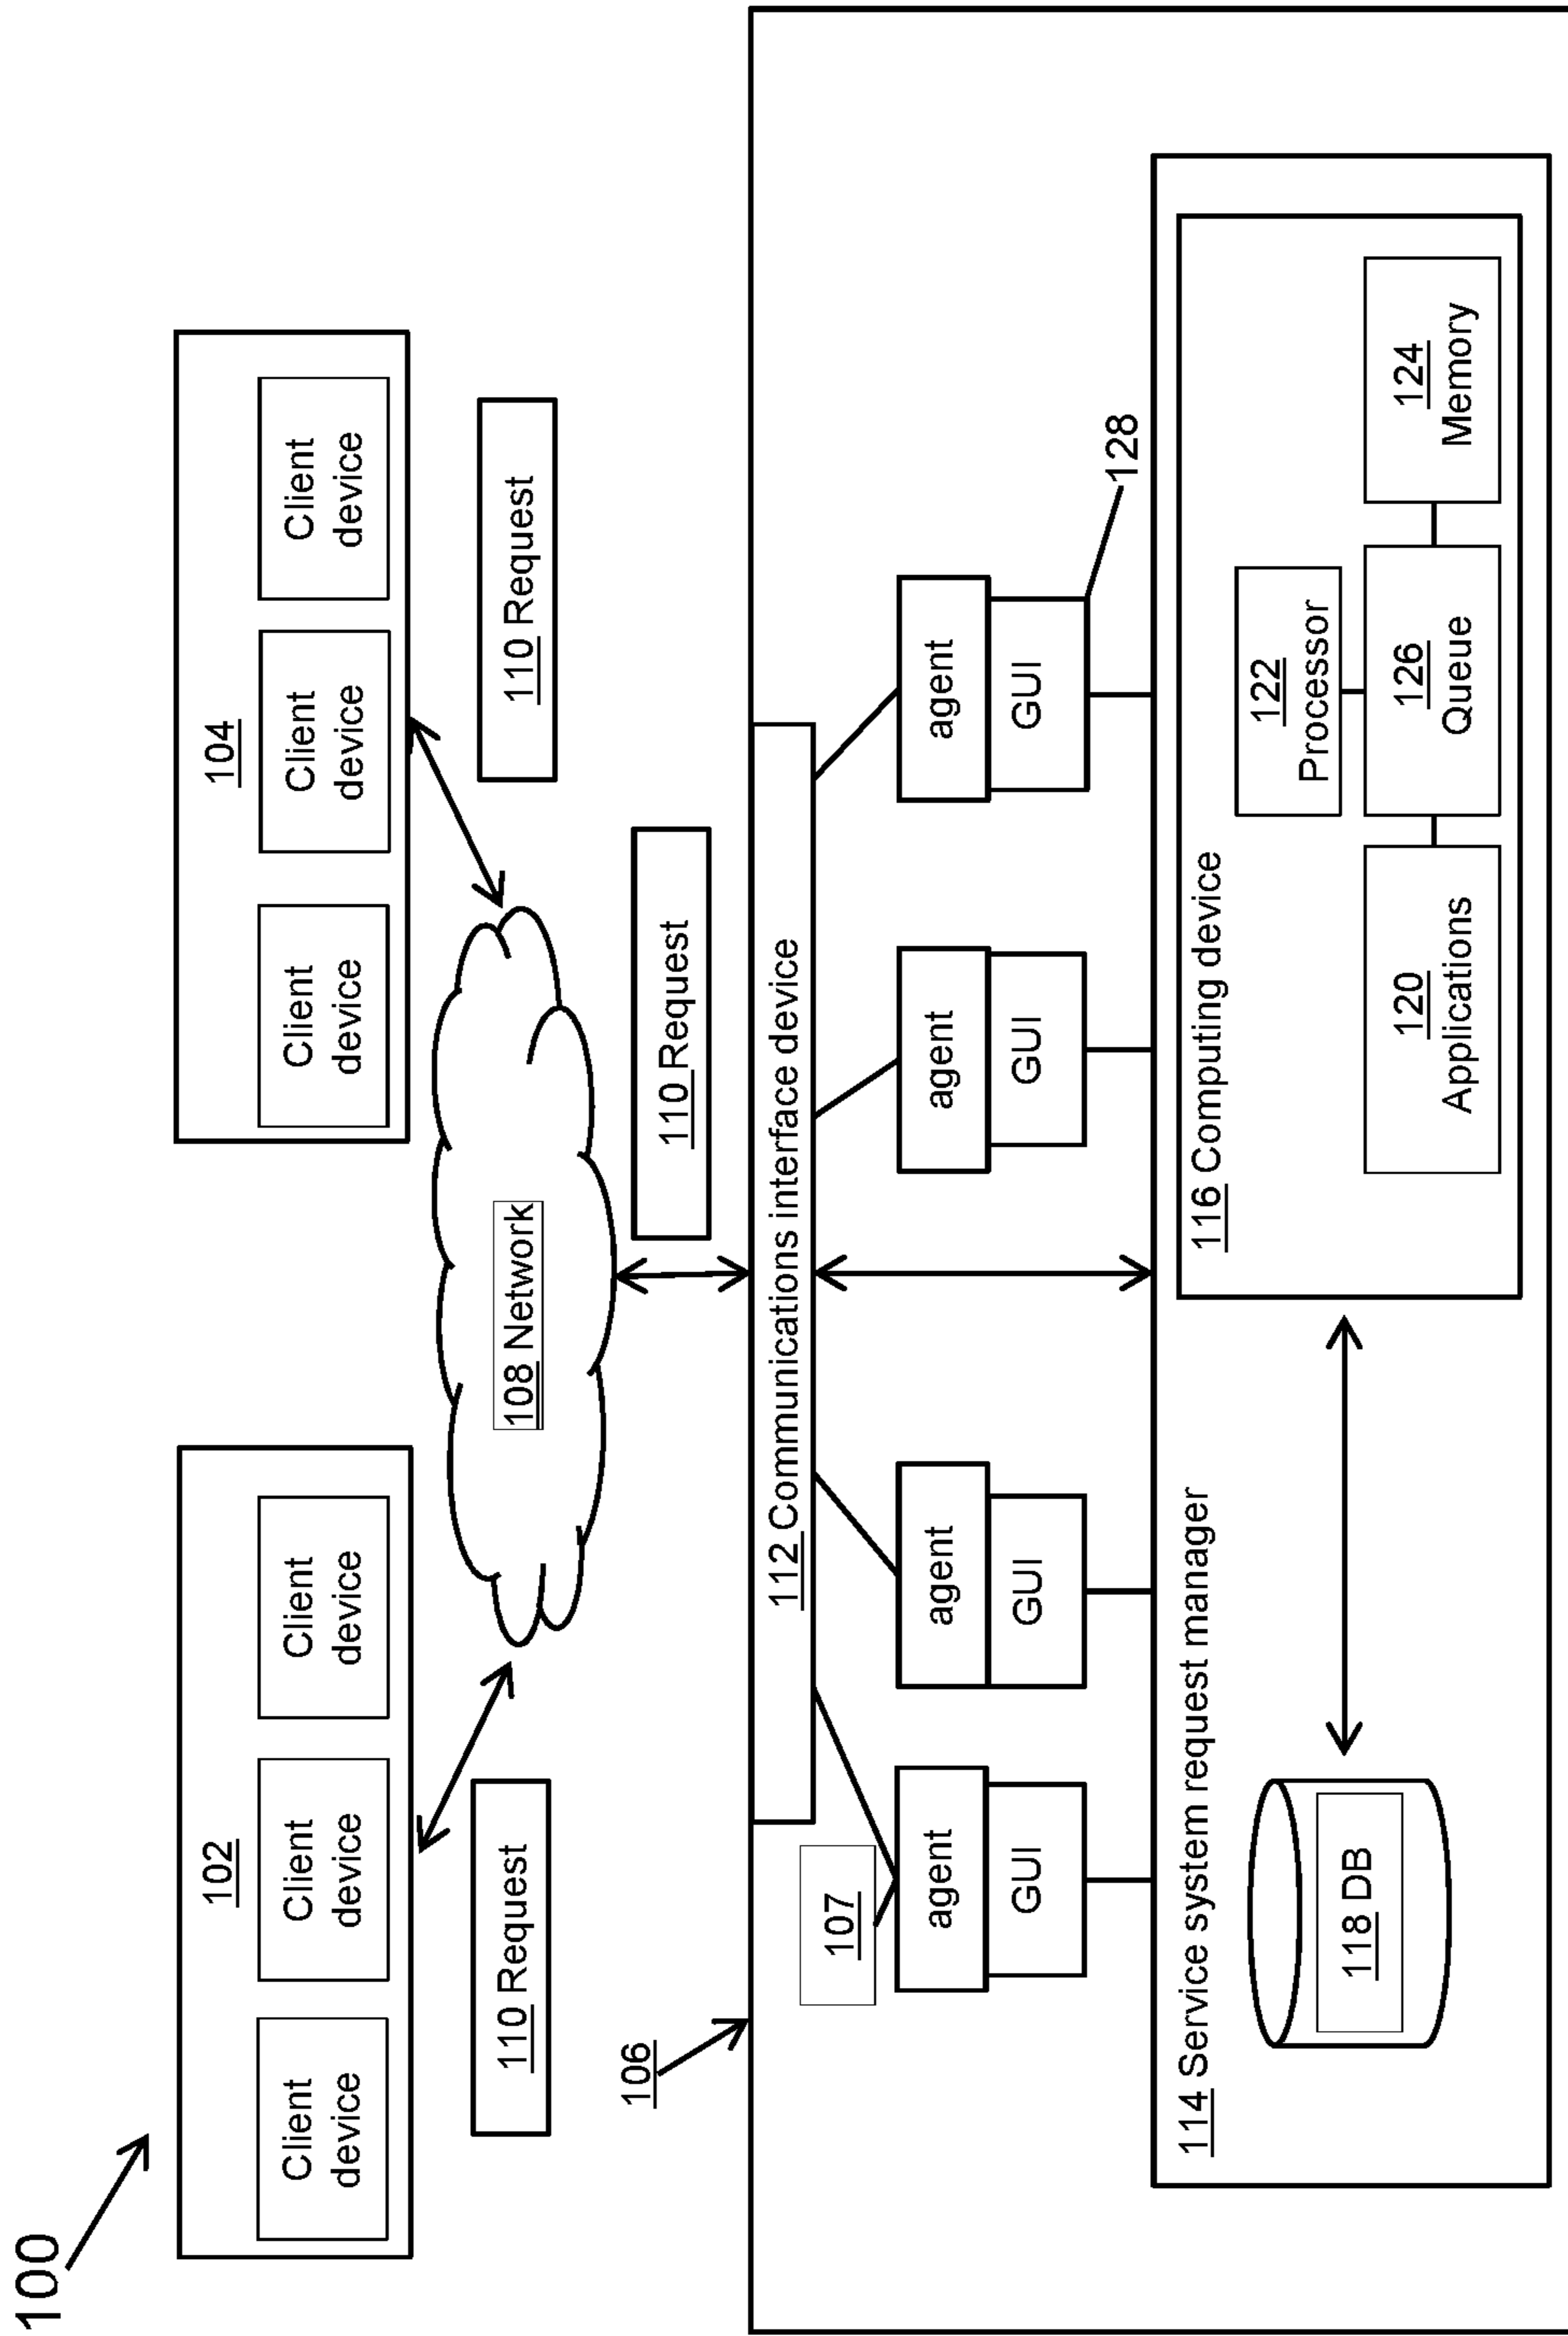 100
102
Client
device
Client
device
Client
device
104
Client
device
Client
device
Client
device
110 Request
108 Network
110 Request
106
110 Request
112 Communications interface device
107
agent
GUI
agent
GUI
agent
GUI
agent
GUI
128
114 Service system request manager
118 DB
116 Computing device
122
Processor
120
Applications
126
Queue
124
Memory